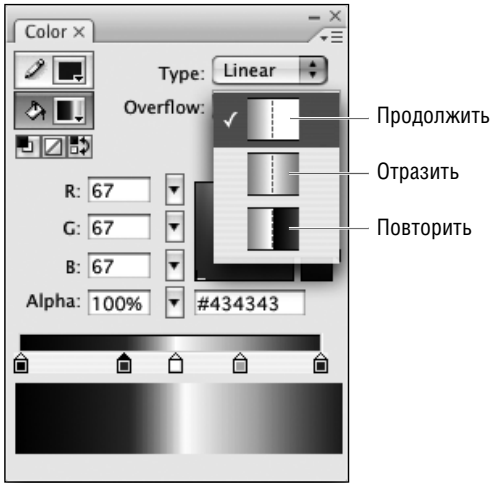 Color ×
Type: Linear
Overflow:
Продолжить
Отразить
Повторить
R: 67
G: 67
B: 67
Alpha: 100% #434343